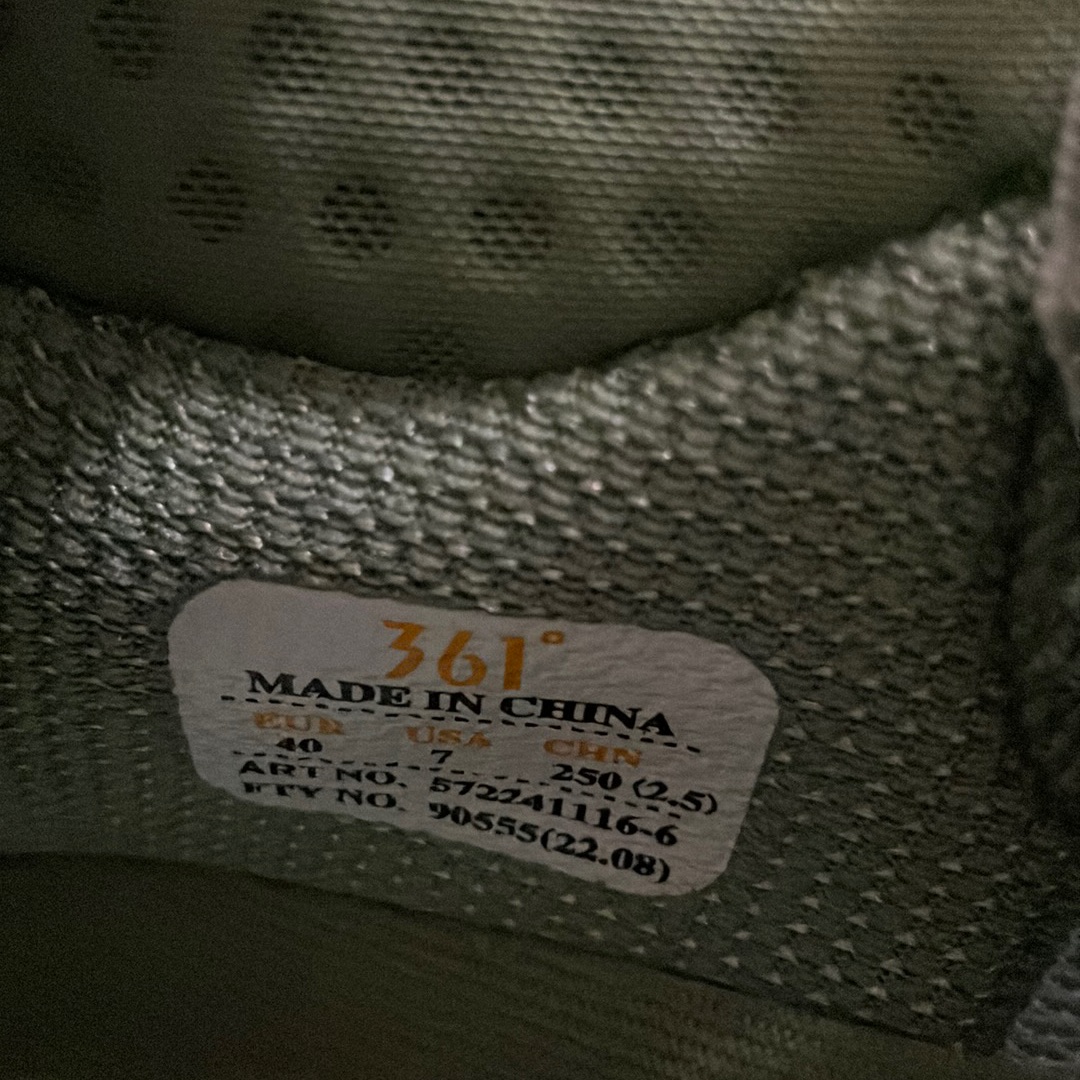 361°
MADE IN CHINA
EUR USA CHN
40 7 250 (2.5)
ART NO. 572241116-6
FTY NO. 90555(22.08)